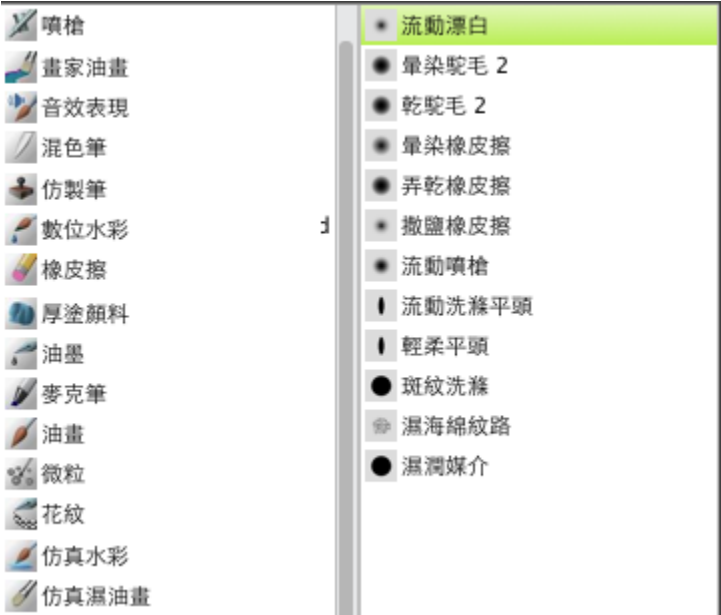 噴槍
畫家油畫
音效表現
混色筆
仿製筆
數位水彩
橡皮擦
厚塗顏料
油墨
麥克筆
油畫
微粒
花紋
仿真水彩
仿真濕油畫
流動漂白
暈染駝毛 2
乾駝毛 2
暈染橡皮擦
弄乾橡皮擦
撒鹽橡皮擦
流動噴槍
流動洗滌平頭
輕柔平頭
斑紋洗滌
濕海綿紋路
濕潤媒介